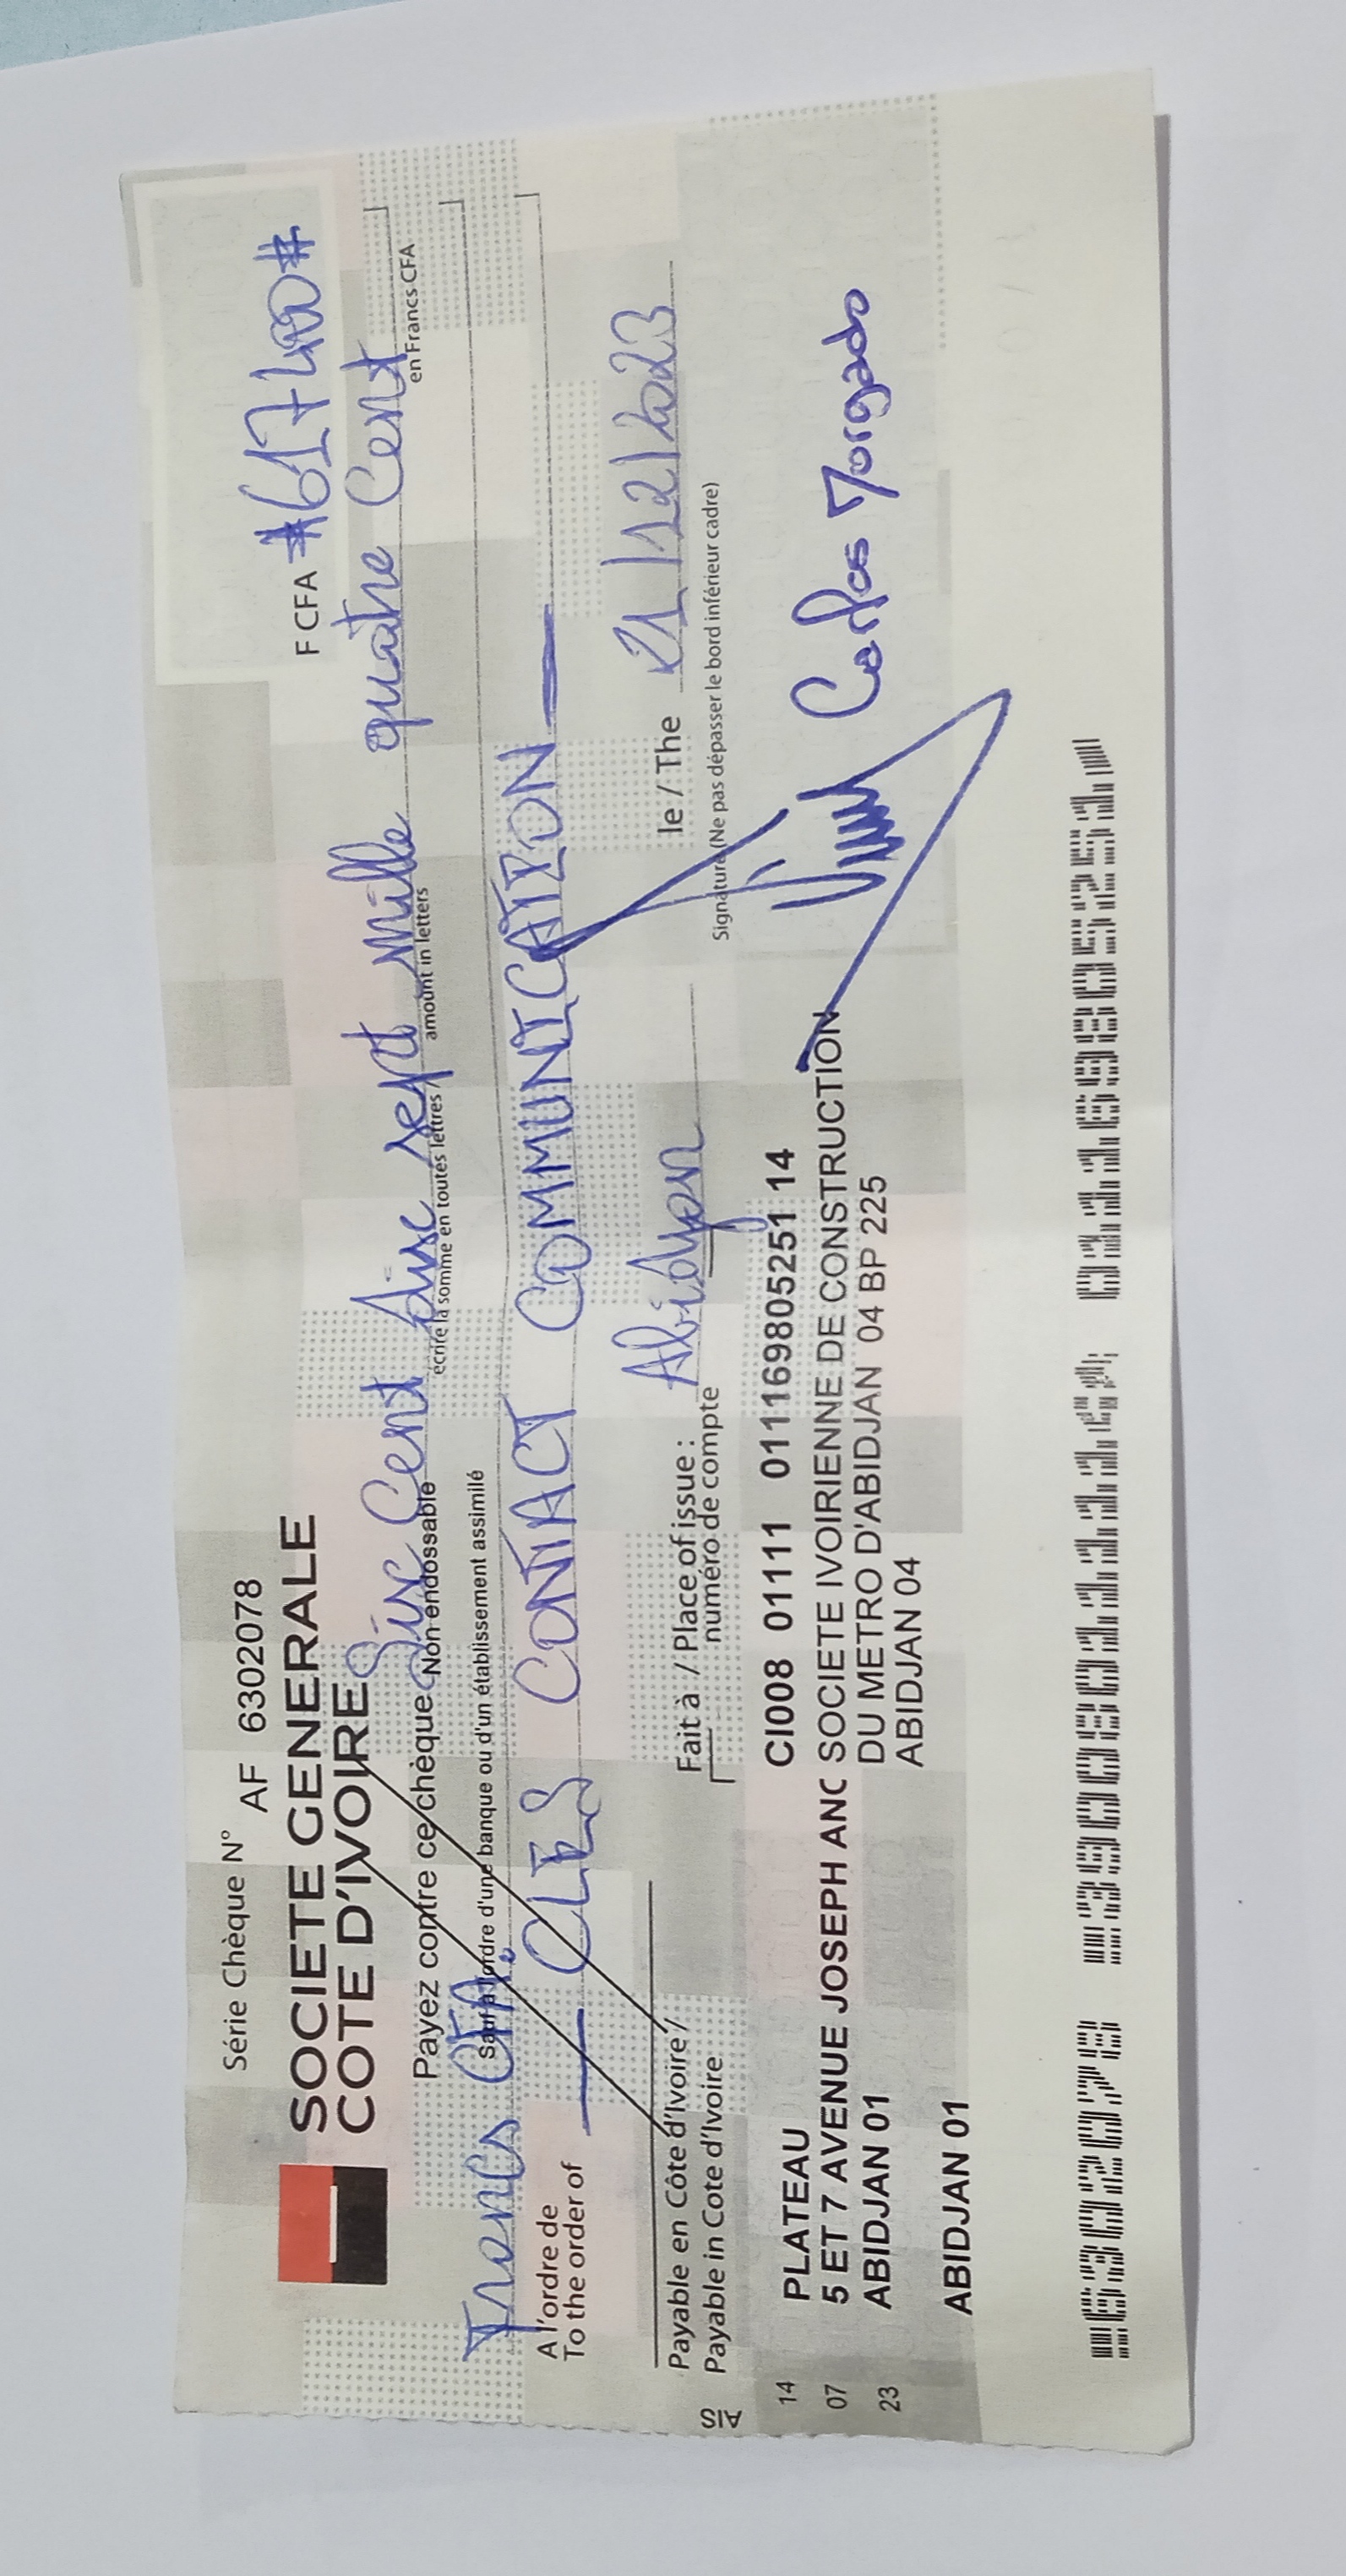 Série Chèque N°
AF 6302078
SOCIETE GENERALE
COTE D'IVOIRE
F CFA #617400#
Payez contre ce chèque Non endossable
Six Cent dix sept mille quatre Cent
écrire la somme en toutes lettres / amount in letters
en Francs CFA
Sauf à l'ordre d'une banque ou d'un établissement assimilé
Francs CFA.
A l'ordre de
To the order of
CLES CONTACT COMMUNICATION
Payable en Côte d'Ivoire /
Payable in Cote d'Ivoire
Fait à / Place of issue : Abidjan
le / The 21/12/2023
numéro de compte
Signature (Ne pas dépasser le bord inférieur cadre)
PLATEAU
5 ET 7 AVENUE JOSEPH ANC
ABIDJAN 01
ABIDJAN 01
CI008 01111 011169805251 14
SOCIETE IVOIRIENNE DE CONSTRUCTION
DU METRO D'ABIDJAN 04 BP 225
ABIDJAN 04
Morgado
14
07
23
6302078 380801111 011169805251